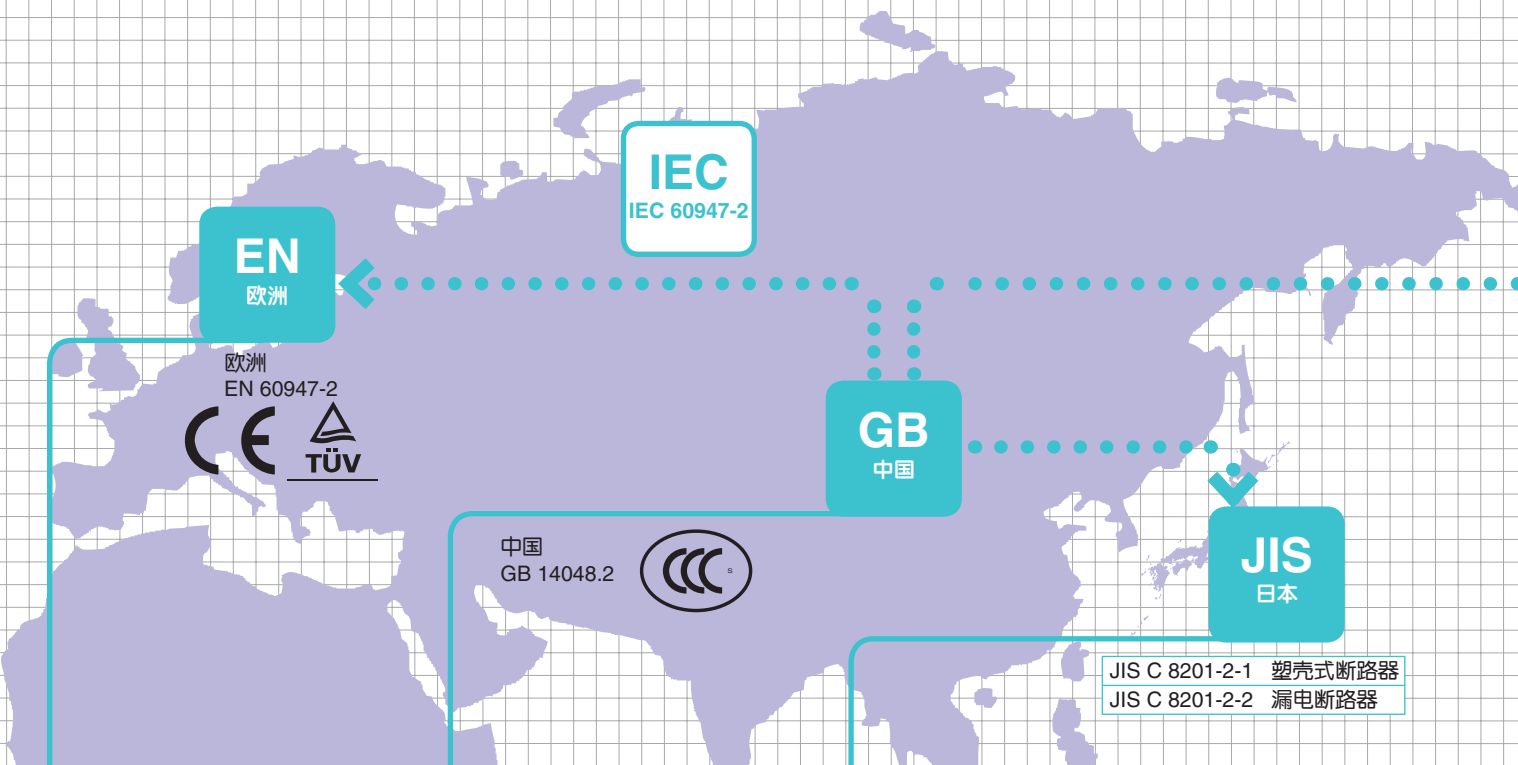 IEC
IEC 60947-2
EN
欧洲
欧洲
EN 60947-2
CE
TÜV
GB
中国
中国
GB 14048.2
CCC S
JIS
日本
JIS C 8201-2-1 塑壳式断路器
JIS C 8201-2-2 漏电断路器